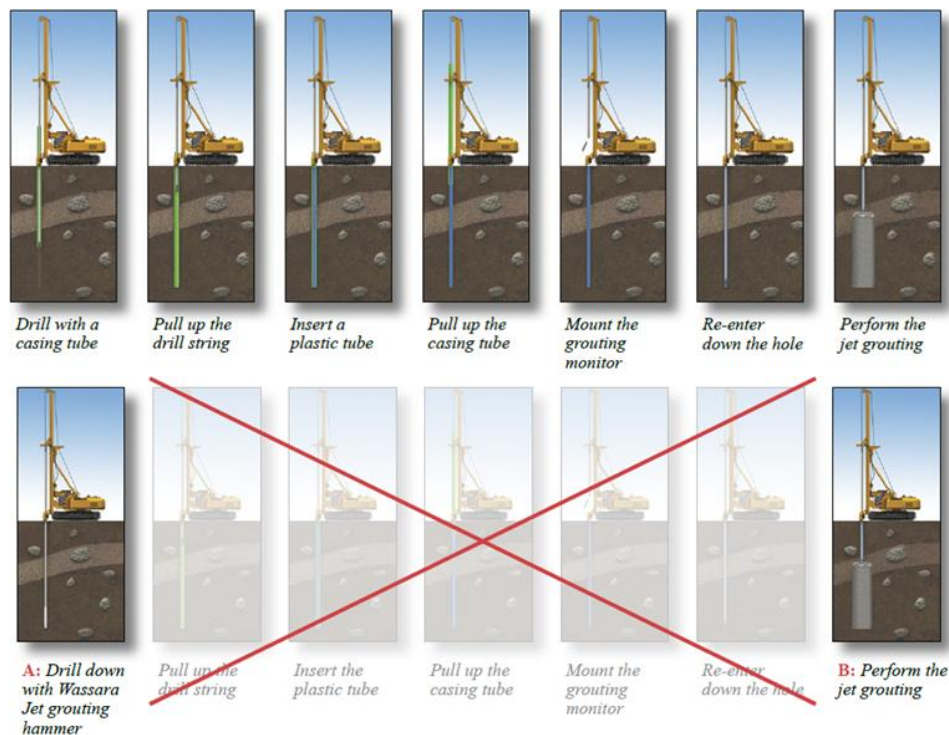 Drill with a
casing tube
Pull up the
drill string
Insert a
plastic tube
Pull up the
casing tube
Mount the
grouting
monitor
Re-enter
down the hole
Perform the
jet grouting
A: Drill down
with Wassara
Jet grouting
hammer
Pull up the
drill string
Insert the
plastic tube
Pull up the
casing tube
Mount the
grouting
monitor
Re-enter
down the hole
B: Perform the
jet grouting